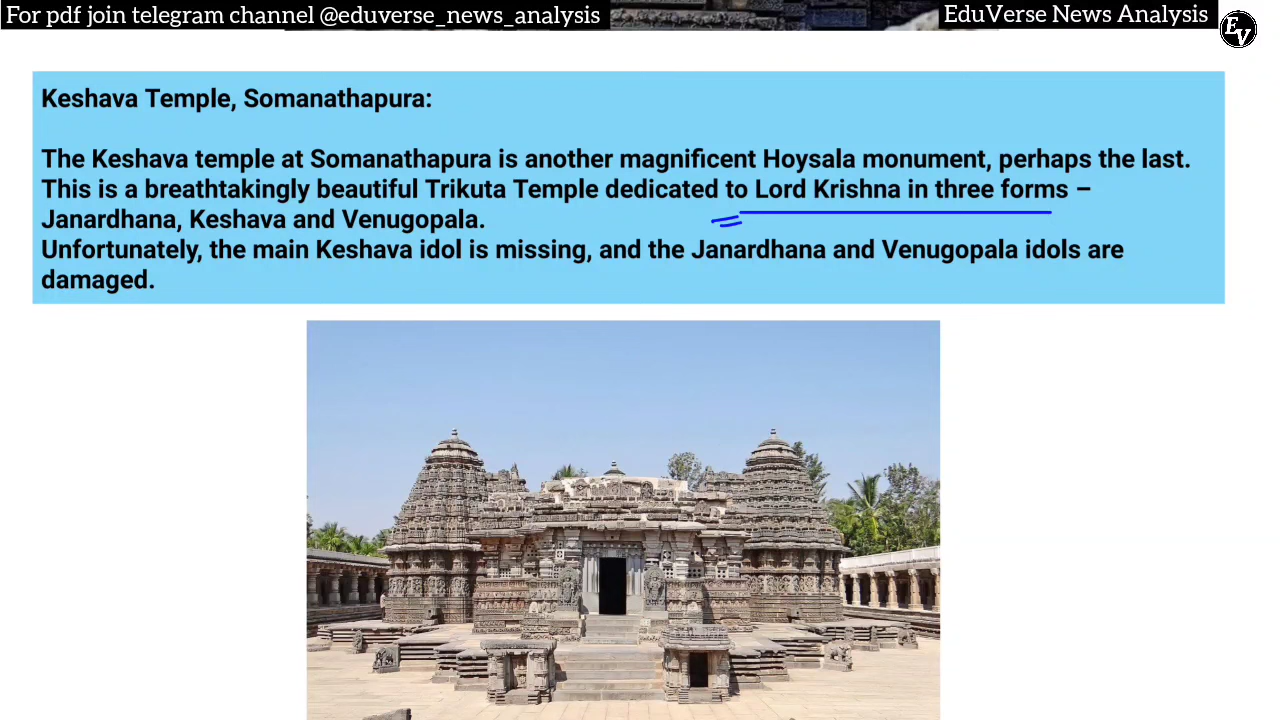 For pdf join telegram channel @eduverse_news_analysis
EduVerse News Analysis
EV
Keshava Temple, Somanathapura:
The Keshava temple at Somanathapura is another magnificent Hoysala monument, perhaps the last.
This is a breathtakingly beautiful Trikuta Temple dedicated to Lord Krishna in three forms –
Janardhana, Keshava and Venugopala.
Unfortunately, the main Keshava idol is missing, and the Janardhana and Venugopala idols are
damaged.